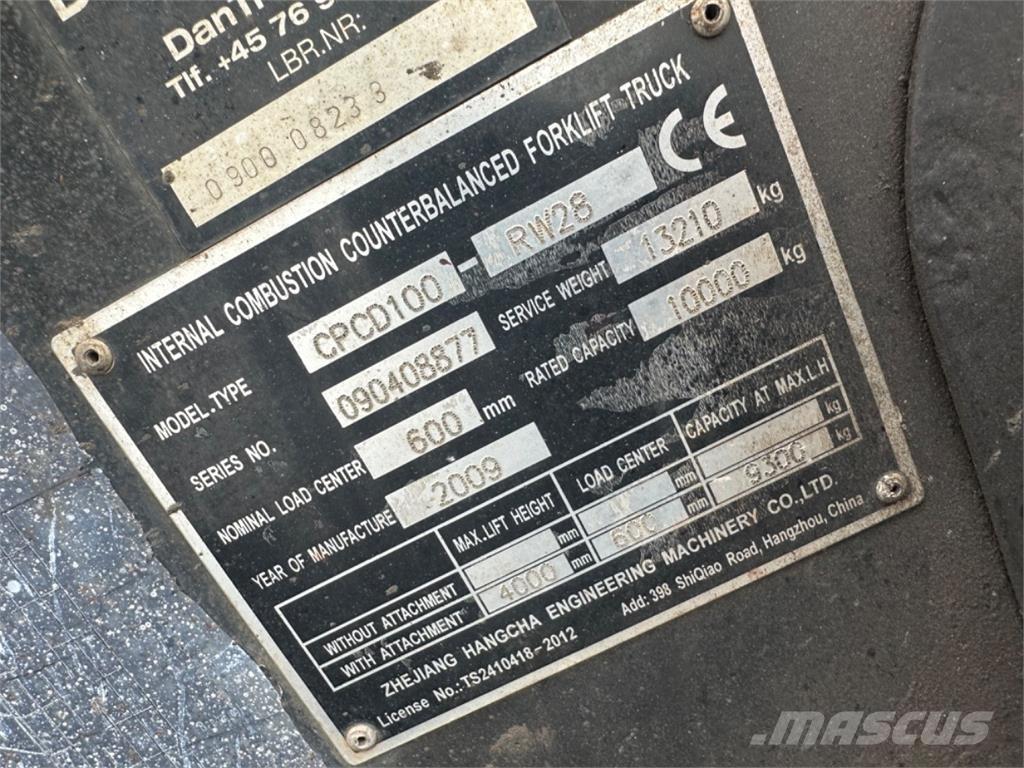 DanTr
Tlf. +45 76 9
LBR.NR:
0900 0823 3
INTERNAL COMBUSTION COUNTERBALANCED FORKLIFT TRUCK
CE
MODEL.TYPE CPCD100 - RW28
SERIES NO. 090408877 SERVICE WEIGHT 13210 kg
NOMINAL LOAD CENTER 600 mm RATED CAPACITY 10000 kg
YEAR OF MANUFACTURE 2009
MAX.LIFT HEIGHT LOAD CENTER CAPACITY AT MAX.L.H
WITHOUT ATTACHMENT mm mm kg
WITH ATTACHMENT 4000 mm 600 mm 9300 kg
ZHEJIANG HANGCHA ENGINEERING MACHINERY CO.,LTD.
License No.:TS2410418-2012 Add: 398 ShiQiao Road, Hangzhou, China
MASCUS